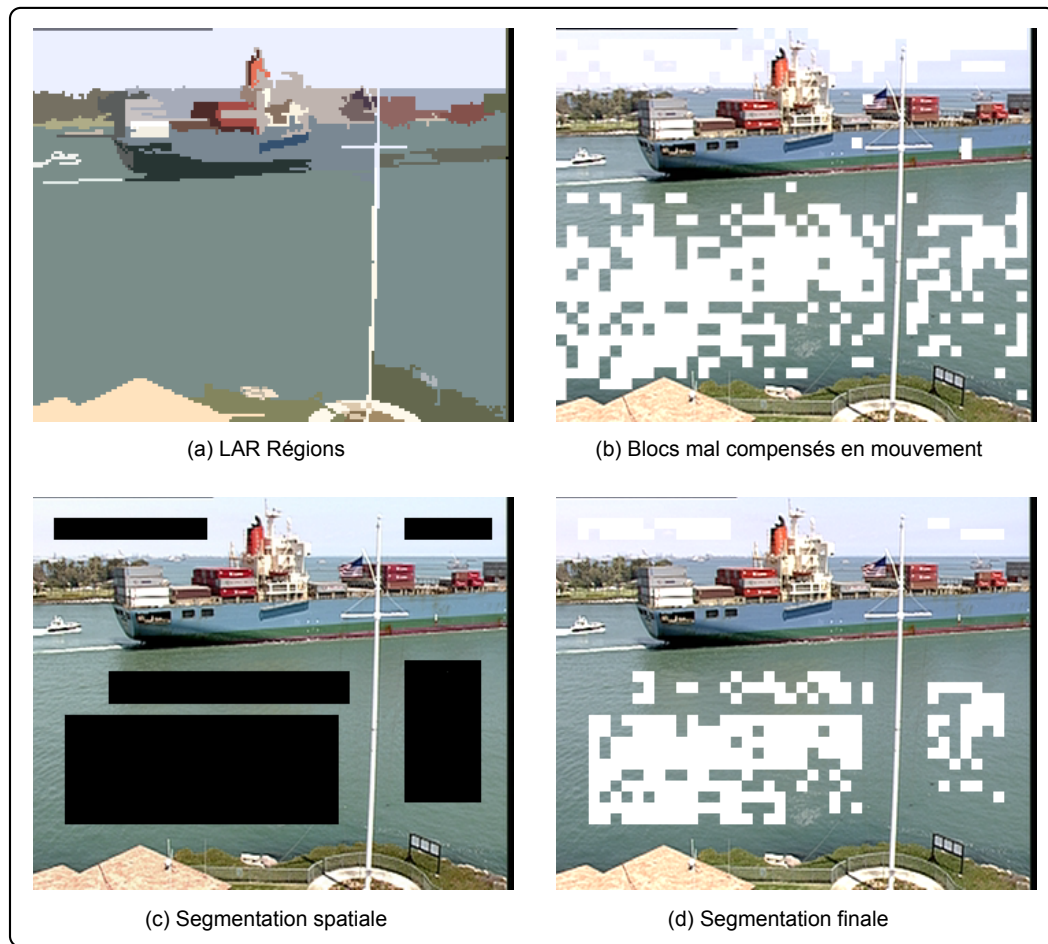 (a) LAR Régions
(b) Blocs mal compensés en mouvement
(c) Segmentation spatiale
(d) Segmentation finale